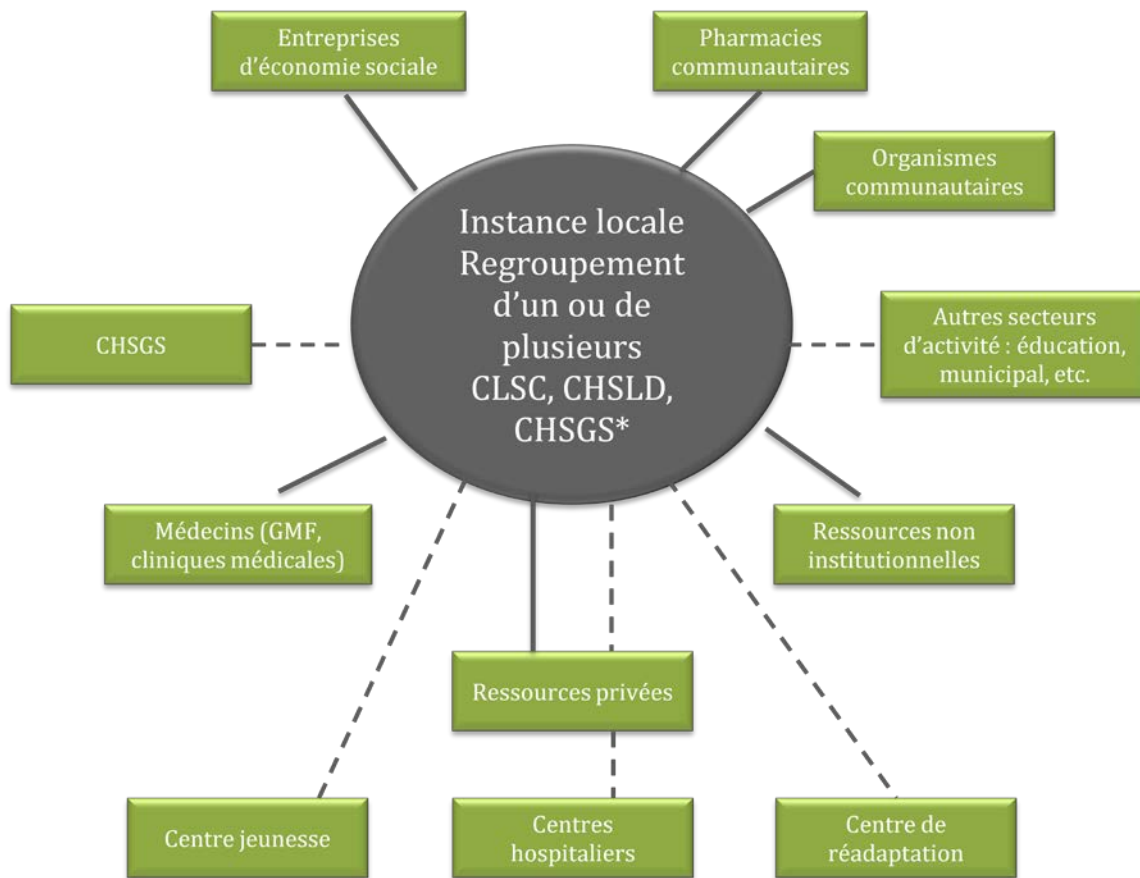 Entreprises
d’économie sociale
Pharmacies
communautaires
Organismes
communautaires
Instance locale
Regroupement
d’un ou de
plusieurs
CLSC, CHSLD,
CHSGS*
CHSGS
Autres secteurs
d’activité : éducation,
municipal, etc.
Médecins (GMF,
cliniques médicales)
Ressources non
institutionnelles
Ressources privées
Centre jeunesse
Centres
hospitaliers
Centre de
réadaptation